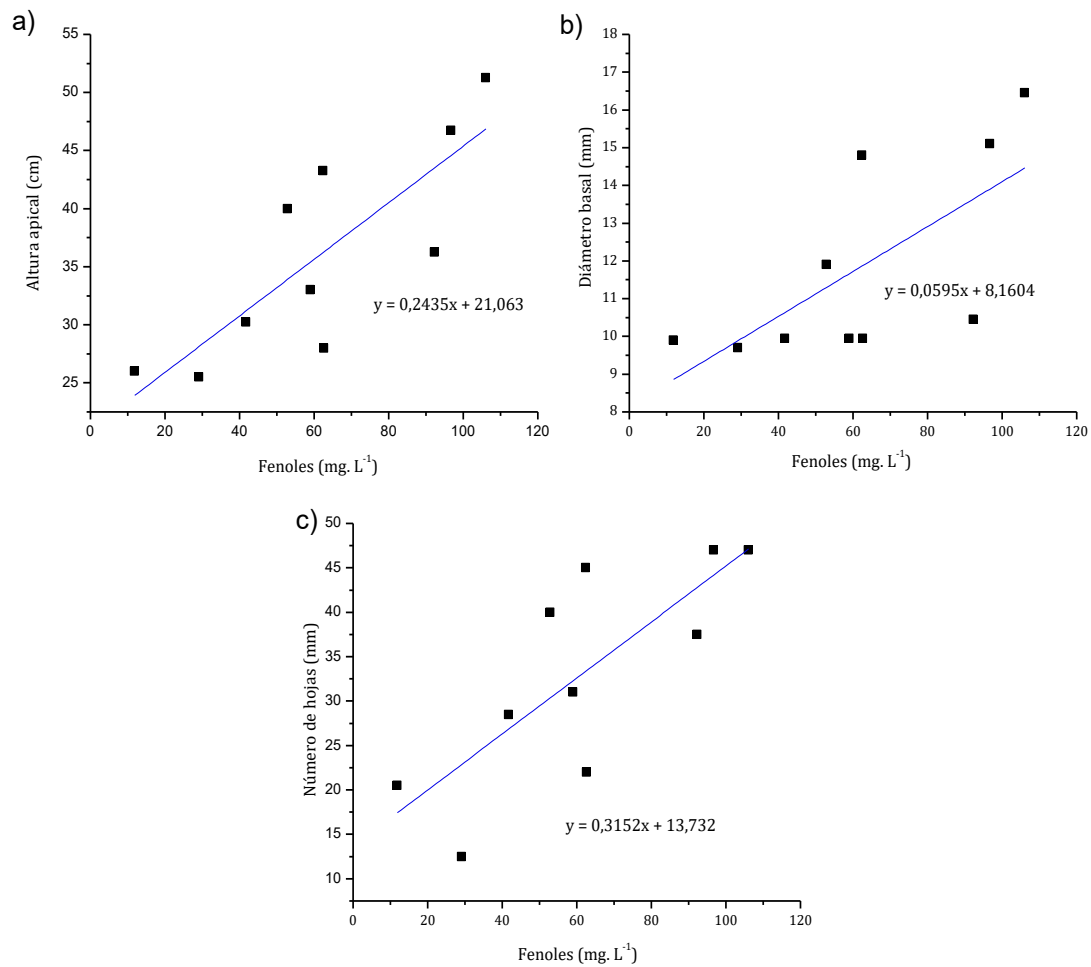 a)
55
50
45
40
35
30
25
0 20 40 60 80 100 120
Altura apical (cm)
Fenoles (mg. L⁻¹)
y = 0,2435x + 21,063
b)
18
17
16
15
14
13
12
11
10
9
8
0 20 40 60 80 100 120
Diámetro basal (mm)
Fenoles (mg. L⁻¹)
y = 0,0595x + 8,1604
c)
50
45
40
35
30
25
20
15
10
0 20 40 60 80 100 120
Número de hojas (mm)
Fenoles (mg. L⁻¹)
y = 0,3152x + 13,732